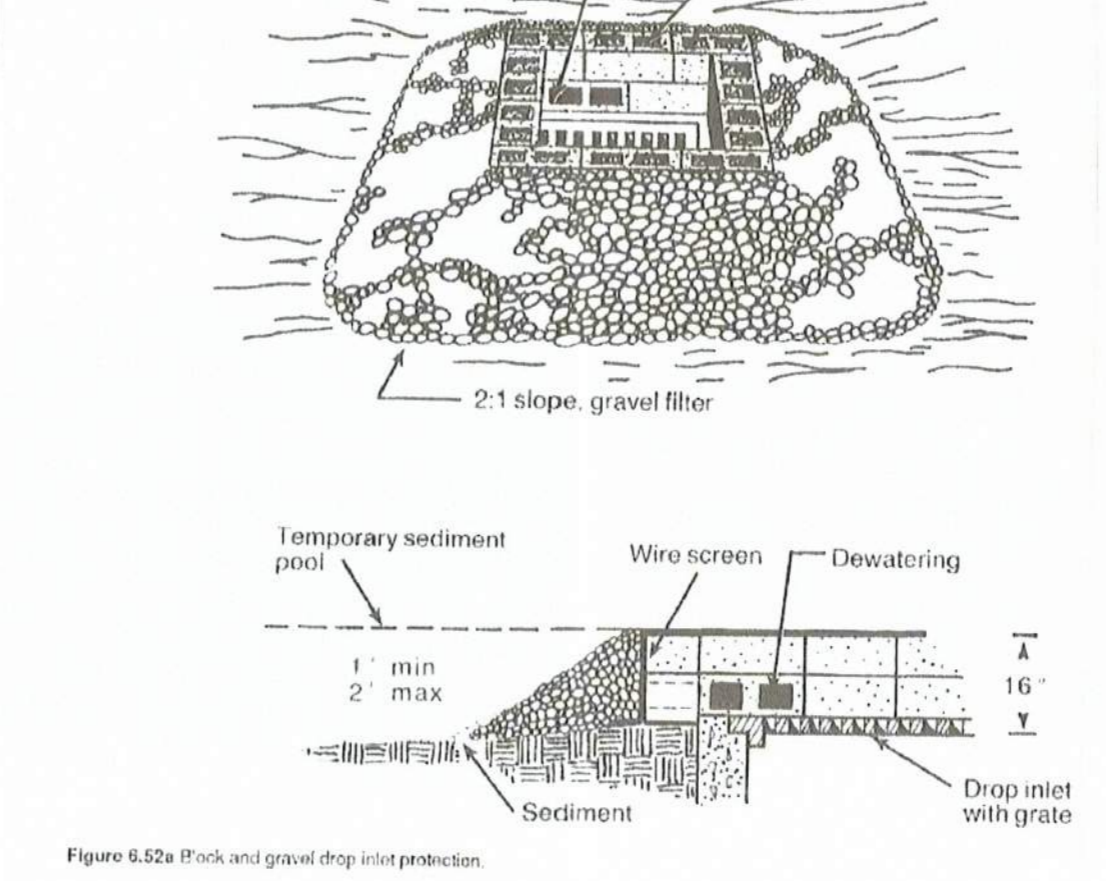 2:1 slope, gravel filter
Temporary sediment
pool
Wire screen
Dewatering
1' min
2' max
16"
Drop inlet
with grate
Sediment
Figure 6.52a Block and gravel drop inlet protection.